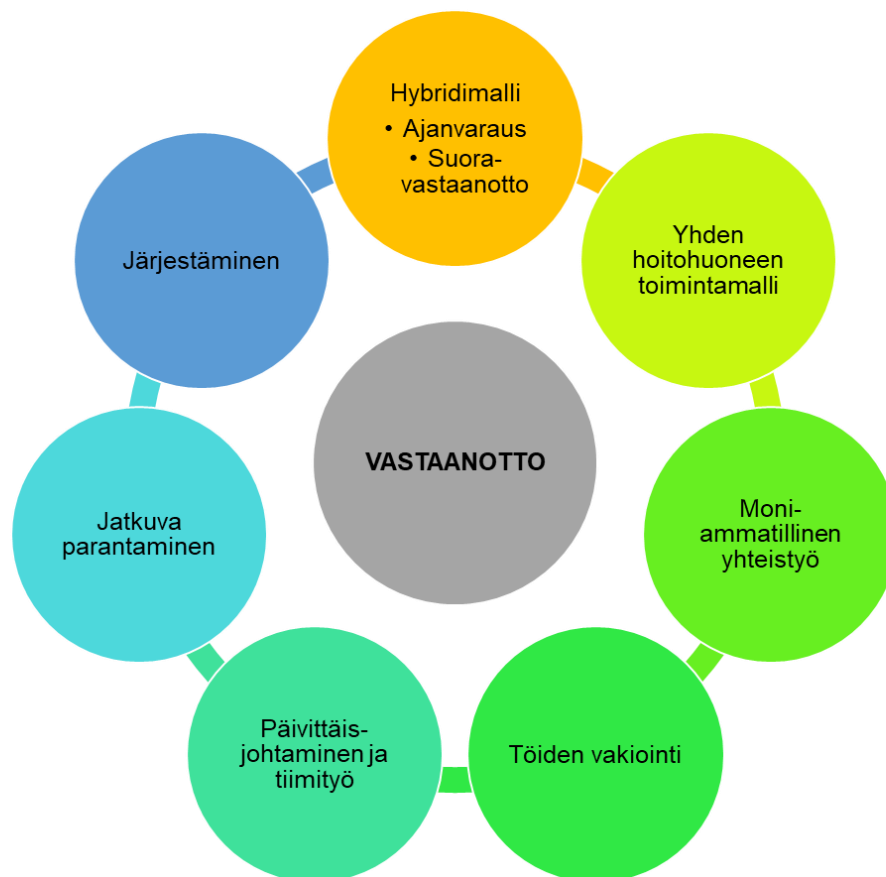 Hybridimalli
• Ajanvaraus
• Suora-
vastaanotto
Yhden
hoitohuoneen
toimintamalli
Moni-
ammatillinen
yhteistyö
Töiden vakiointi
Päivittäis-
johtaminen ja
tiimityö
Jatkuva
parantaminen
Järjestäminen
VASTAANOTTO